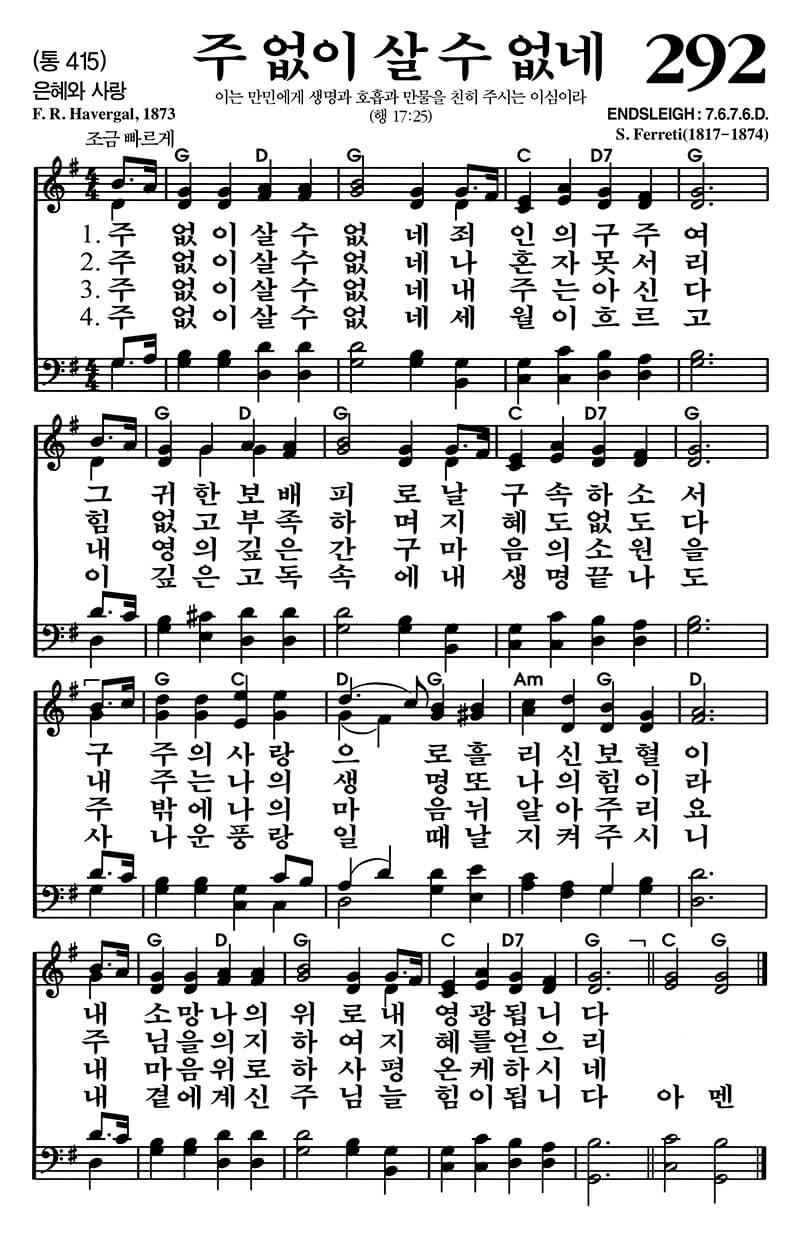 (통 415)
주 없이 살 수 없네 292
은혜와 사랑
이는 만민에게 생명과 호흡과 만물을 친히 주시는 이심이라
F. R. Havergal, 1873
(행 17:25)
ENDSLEIGH : 7.6.7.6.D.
S. Ferreti(1817-1874)
조금 빠르게
G D G C D7 G
4/4
1. 주 없이살수없 네죄 인의구주여
2. 주 없이살수없 네나 혼자못서리
3. 주 없이살수없 네내 주는아신다
4. 주 없이살수없 네세 월이흐르고
4/4
G D G C D7 G
그 귀한보배피 로날 구속하소서
힘 없고부족하 며지 혜도없도다
내 영의깊은간 구마 음의소원을
이 깊은고독속 에내 생명끝나도
G C D G Am G D
구 주의사랑으 로흘 리신보혈이
내 주는나의생 명또 나의힘이라
주 밖에나의마 음뉘 알아주리요
사 나운풍랑일 때날 지켜주시니
G D G C D7 G C G
내 소망나의위 로내 영광됩니다
주 님을의지하 여지 혜를얻으리
내 마음위로하 사평 온케하시네
내 곁에계신주 님늘 힘이됩니다 아멘